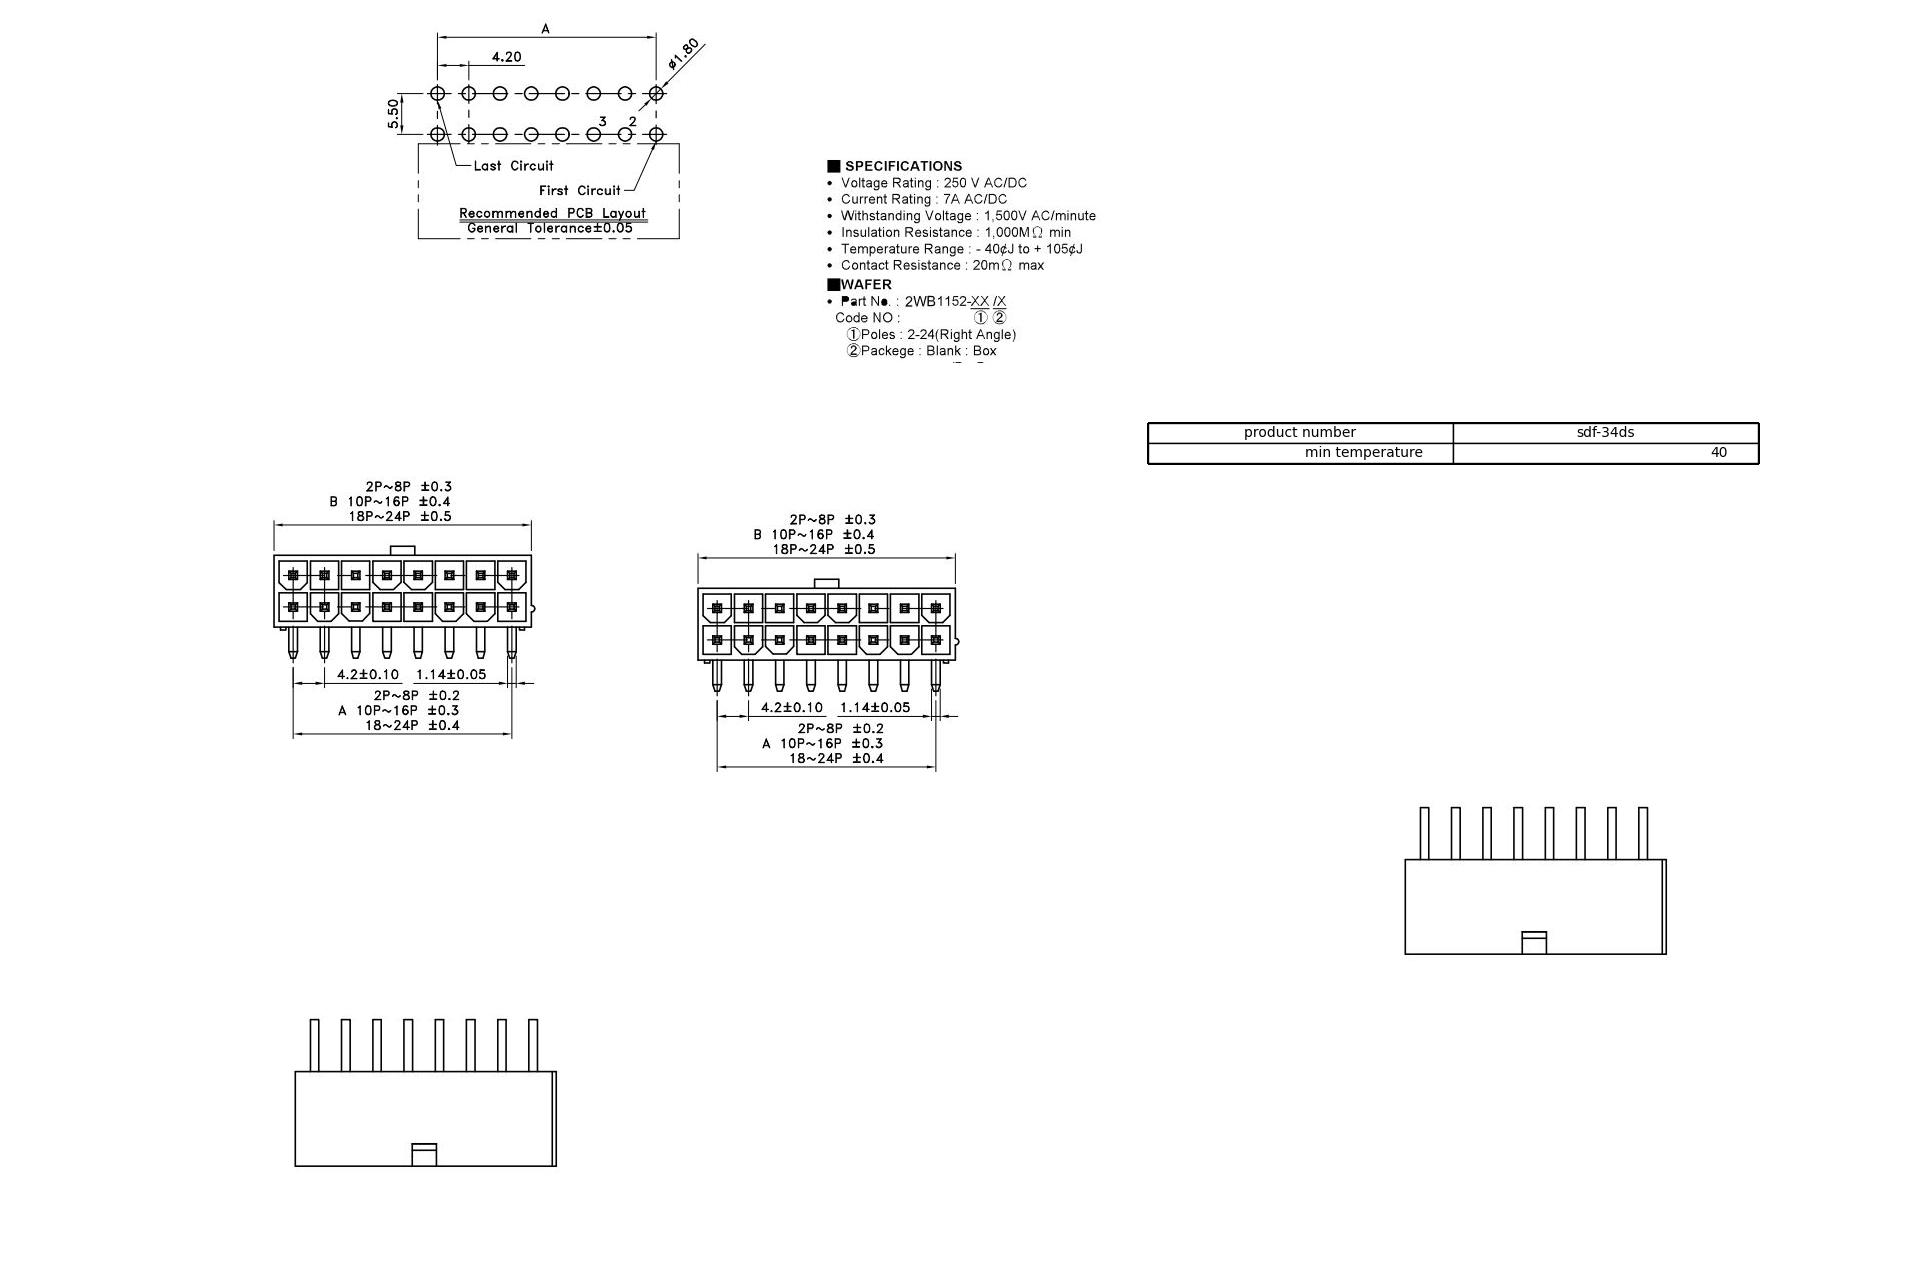 A
4.20
ø1.80
5.50
3 2
Last Circuit
First Circuit
Recommended PCB Layout
General Tolerance±0.05
■ SPECIFICATIONS
• Voltage Rating : 250 V AC/DC
• Current Rating : 7A AC/DC
• Withstanding Voltage : 1,500V AC/minute
• Insulation Resistance : 1,000MΩ min
• Temperature Range : - 40¢J to + 105¢J
• Contact Resistance : 20mΩ max
■WAFER
• Part No. : 2WB1152-XX /X
Code NO : ① ②
①Poles : 2-24(Right Angle)
②Packege : Blank : Box
product number sdf-34ds
min temperature 40
2P~8P ±0.3
B 10P~16P ±0.4
18P~24P ±0.5
4.2±0.10 1.14±0.05
2P~8P ±0.2
A 10P~16P ±0.3
18~24P ±0.4
2P~8P ±0.3
B 10P~16P ±0.4
18P~24P ±0.5
4.2±0.10 1.14±0.05
2P~8P ±0.2
A 10P~16P ±0.3
18~24P ±0.4